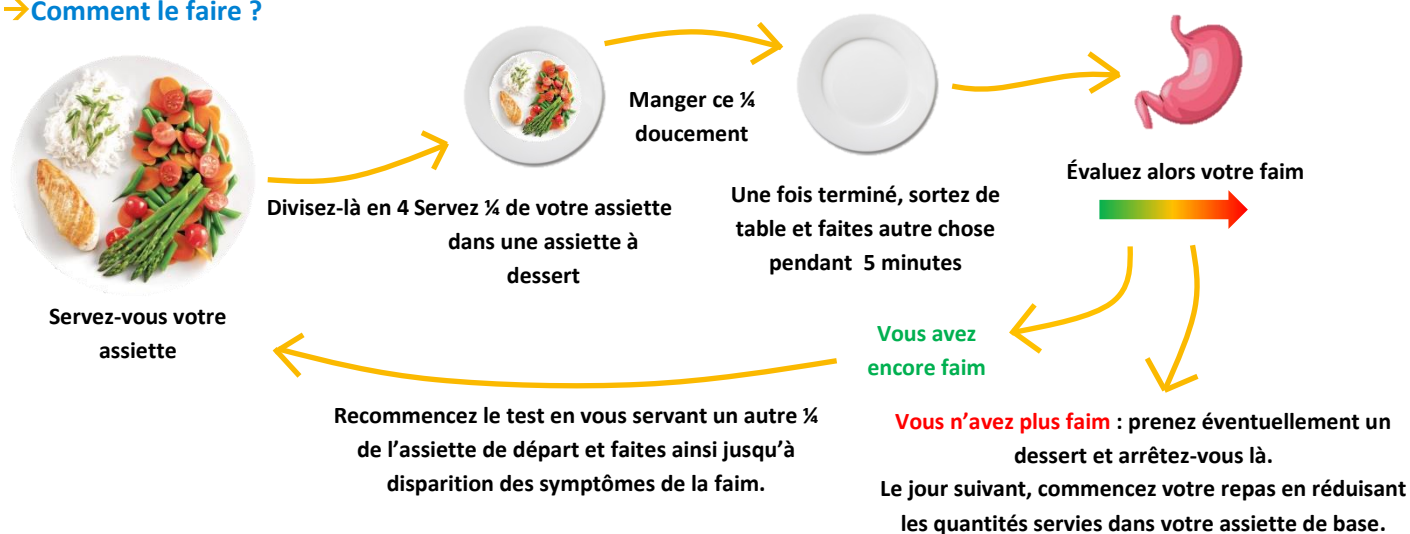 →Comment le faire ?
Servez-vous votre
assiette
Divisez-là en 4 Servez ¼ de votre assiette
dans une assiette à
dessert
Manger ce ¼
doucement
Une fois terminé, sortez de
table et faites autre chose
pendant 5 minutes
Évaluez alors votre faim
Vous avez
encore faim
Recommencez le test en vous servant un autre ¼
de l’assiette de départ et faites ainsi jusqu’à
disparition des symptômes de la faim.
Vous n’avez plus faim : prenez éventuellement un
dessert et arrêtez-vous là.
Le jour suivant, commencez votre repas en réduisant
les quantités servies dans votre assiette de base.